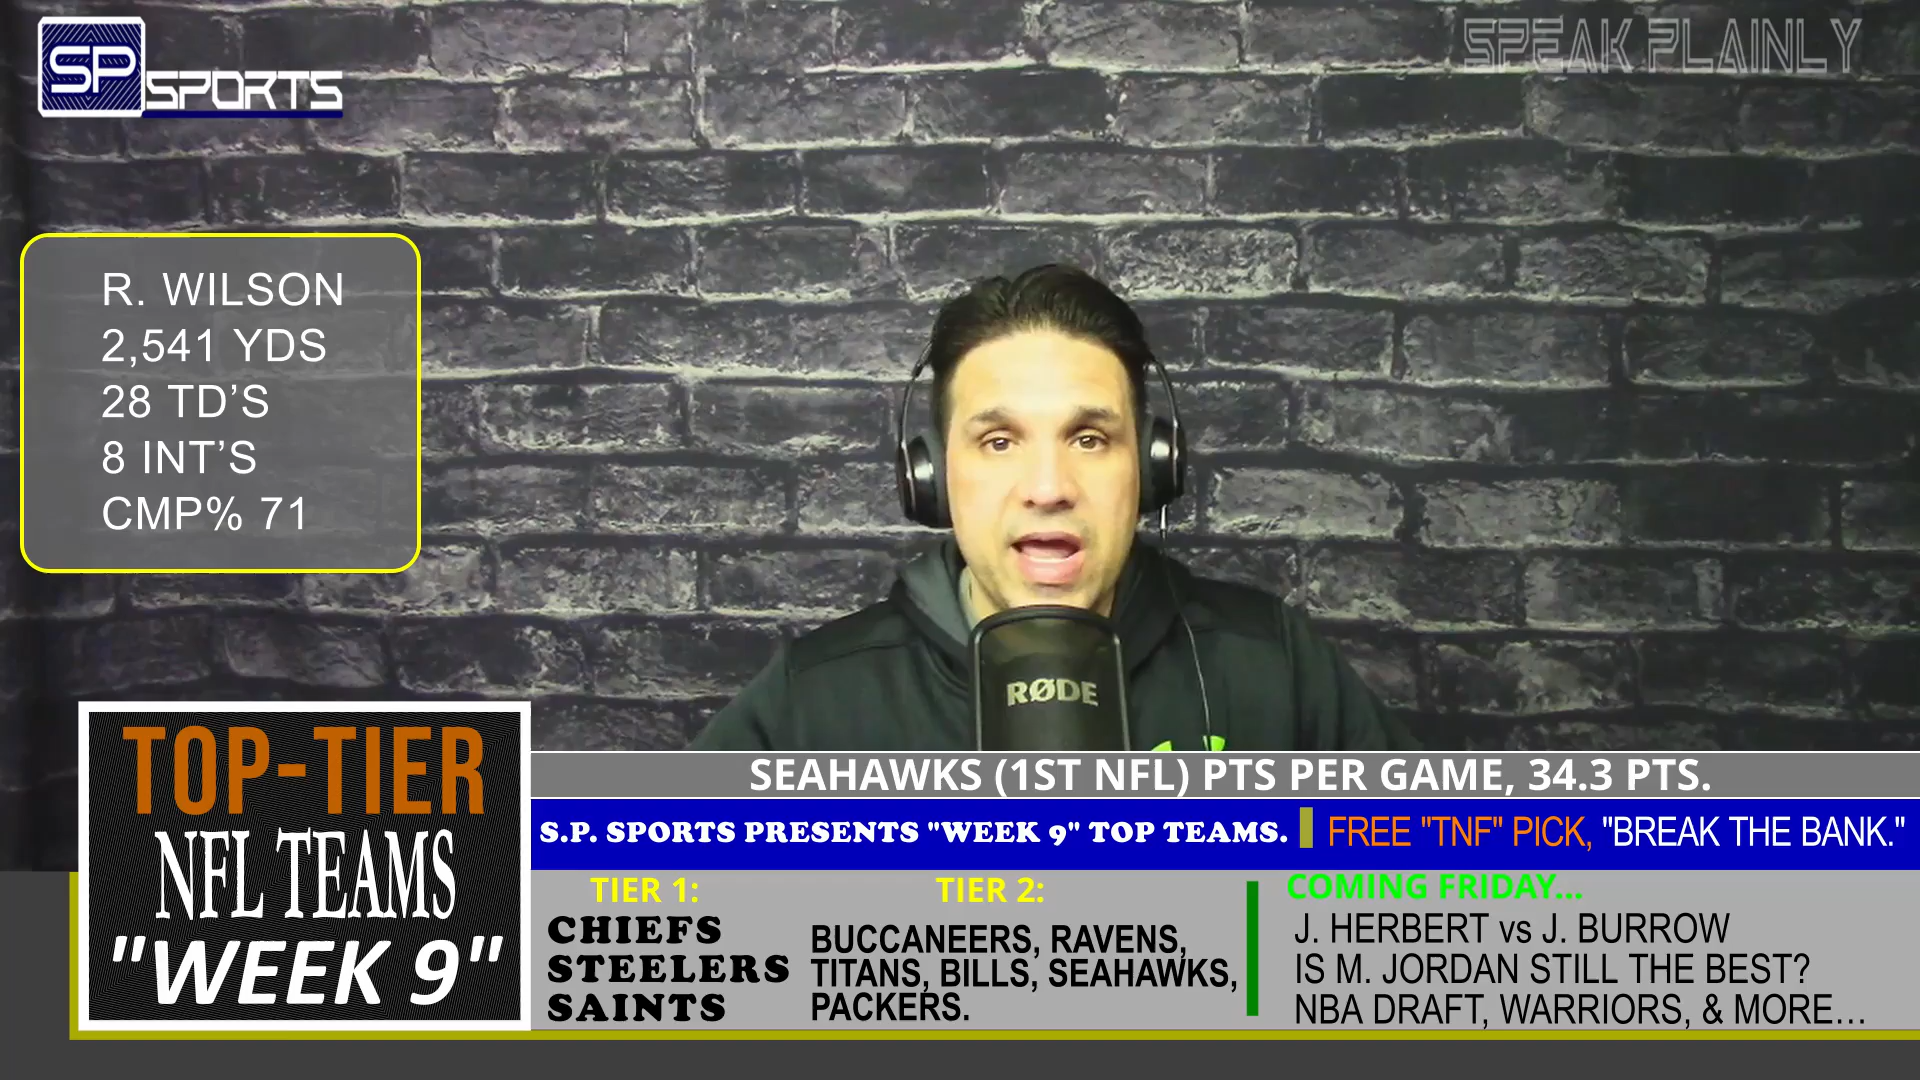 SP SPORTS
SPEAK PLAINLY
R. WILSON
2,541 YDS
28 TD’S
8 INT’S
CMP% 71
RØDE
TOP-TIER
NFL TEAMS
"WEEK 9"
SEAHAWKS (1ST NFL) PTS PER GAME, 34.3 PTS.
S.P. SPORTS PRESENTS "WEEK 9" TOP TEAMS.
FREE "TNF" PICK, "BREAK THE BANK."
TIER 1:
CHIEFS
STEELERS
SAINTS
TIER 2:
BUCCANEERS, RAVENS,
TITANS, BILLS, SEAHAWKS,
PACKERS.
COMING FRIDAY...
J. HERBERT vs J. BURROW
IS M. JORDAN STILL THE BEST?
NBA DRAFT, WARRIORS, & MORE...